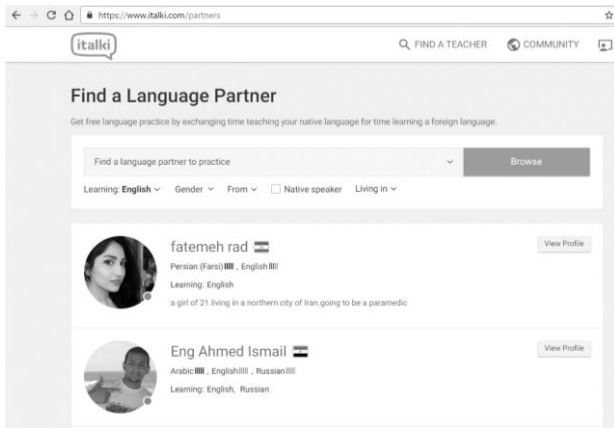 https://www.italki.com/partners
italki FIND A TEACHER COMMUNITY
Find a Language Partner
Get free language practice by exchanging time teaching your native language for time learning a foreign language.
Find a language partner to practice Browse
Learning: English Gender From Native speaker Living in
fatemeh rad View Profile
Persian (Farsi) , English
Learning: English
a girl of 21.living in a northern city of Iran.going to be a paramedic
Eng Ahmed Ismail View Profile
Arabic , English , Russian
Learning: English, Russian